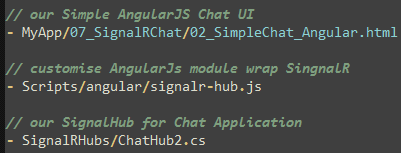 // our Simple AngularJS Chat UI
- MyApp/07_SignalRChat/02_SimpleChat_Angular.html
// customise AngularJs module wrap SingnalR
- Scripts/angular/signalr-hub.js
// our SignalHub for Chat Application
- SignalRHubs/ChatHub2.cs